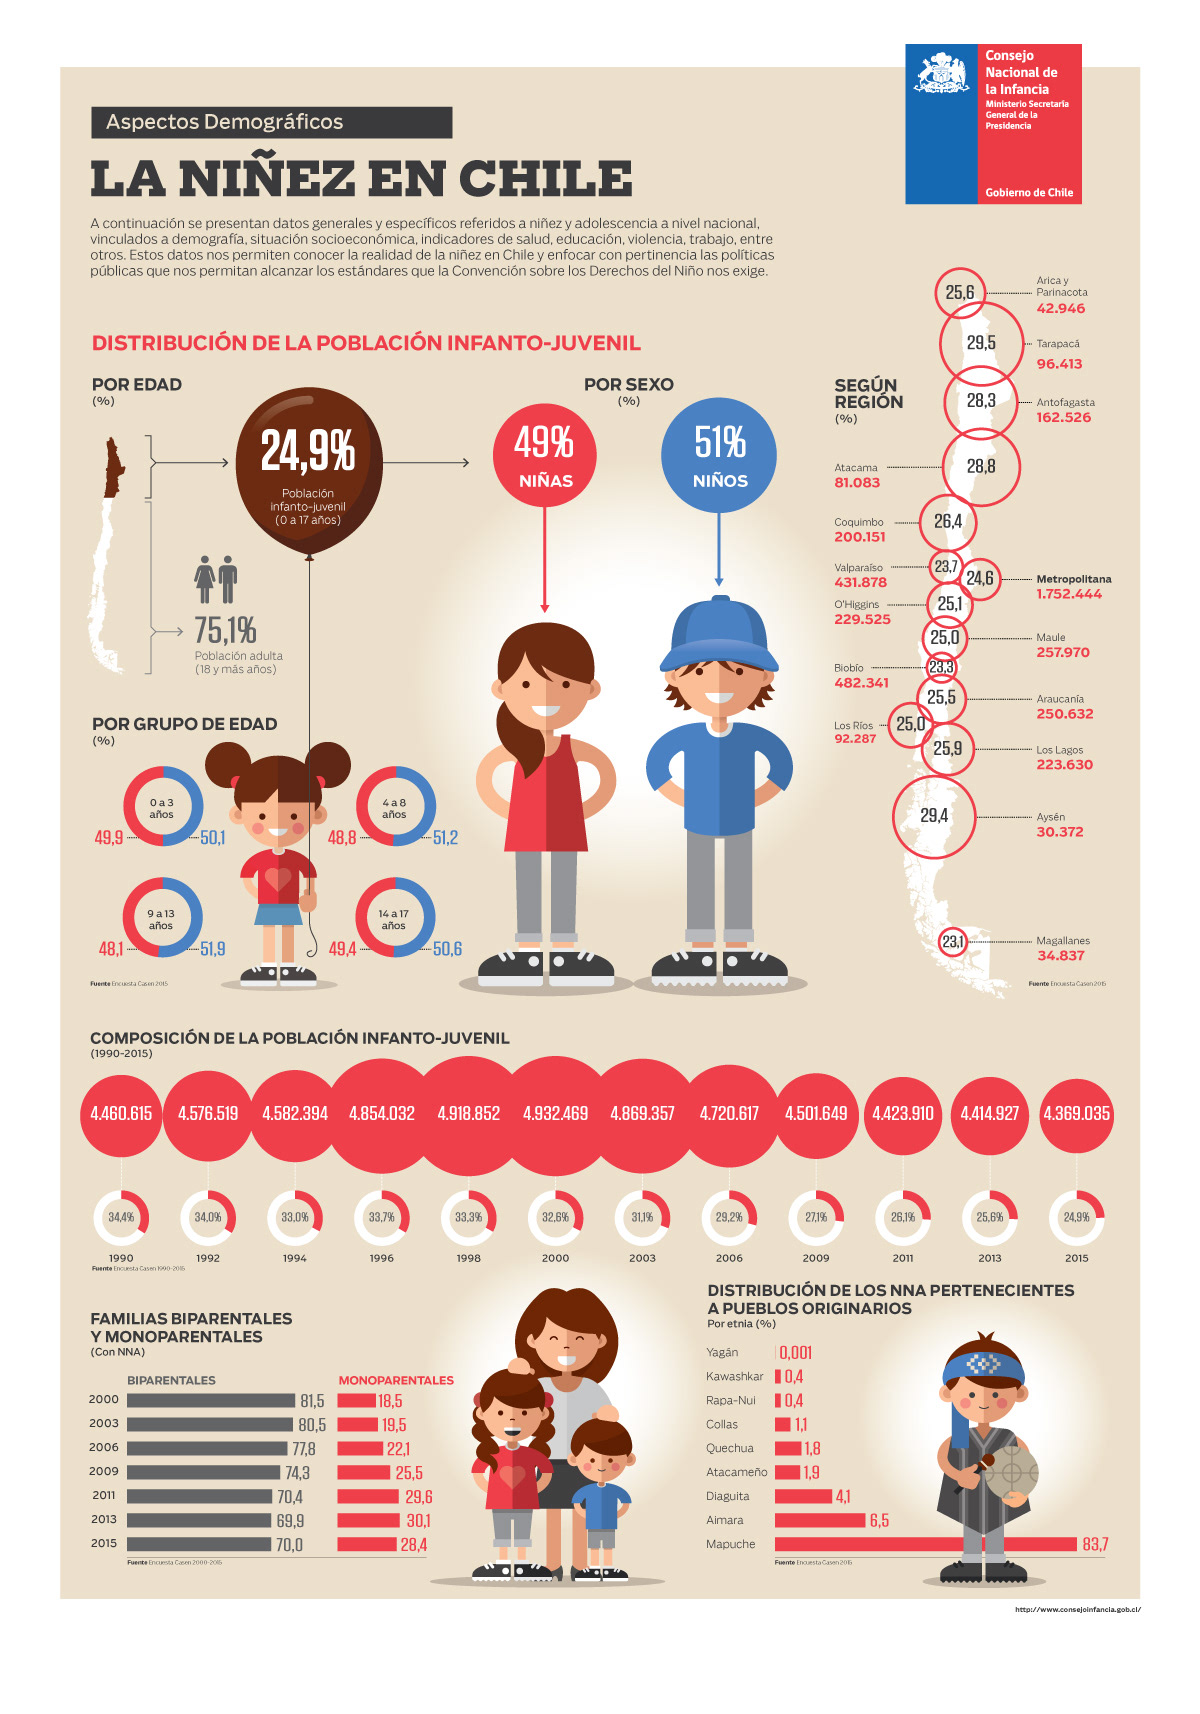 Consejo
Nacional de
la Infancia
Ministerio Secretaría
General de la
Presidencia
Gobierno de Chile
Aspectos Demográficos
LA NIÑEZ EN CHILE
A continuación se presentan datos generales y específicos referidos a niñez y adolescencia a nivel nacional,
vinculados a demografía, situación socioeconómica, indicadores de salud, educación, violencia, trabajo, entre
otros. Estos datos nos permiten conocer la realidad de la niñez en Chile y enfocar con pertinencia las políticas
públicas que nos permitan alcanzar los estándares que la Convención sobre los Derechos del Niño nos exige.
DISTRIBUCIÓN DE LA POBLACIÓN INFANTO-JUVENIL
POR EDAD
(%)
24,9%
Población
infanto-juvenil
(0 a 17 años)
75,1%
Población adulta
(18 y más años)
POR SEXO
(%)
49%
NIÑAS
51%
NIÑOS
POR GRUPO DE EDAD
(%)
0 a 3
años
49,9
50,1
4 a 8
años
48,8
51,2
9 a 13
años
48,1
51,9
14 a 17
años
49,4
50,6
Fuente Encuesta Casen 2015
SEGÚN
REGIÓN
(%)
25,6
Arica y
Parinacota
42.946
29,5
Tarapacá
96.413
28,3
Antofagasta
162.526
Atacama
81.083
28,8
Coquimbo
200.151
26,4
Valparaíso
431.878
23,7
24,6
Metropolitana
1.752.444
O'Higgins
229.525
25,1
25,0
Maule
257.970
Biobío
482.341
23,3
25,5
Araucanía
250.632
Los Ríos
92.287
25,0
25,9
Los Lagos
223.630
29,4
Aysén
30.372
23,1
Magallanes
34.837
Fuente Encuesta Casen 2015
COMPOSICIÓN DE LA POBLACIÓN INFANTO-JUVENIL
(1990-2015)
4.460.615 4.576.519 4.582.394 4.854.032 4.918.852 4.932.469 4.869.357 4.720.617 4.501.649 4.423.910 4.414.927 4.369.035
34,4% 34,0% 33,0% 33,7% 33,3% 32,6% 31,1% 29,2% 27,1% 26,1% 25,6% 24,9%
1990 1992 1994 1996 1998 2000 2003 2006 2009 2011 2013 2015
Fuente Encuesta Casen 1990-2015
FAMILIAS BIPARENTALES
Y MONOPARENTALES
(Con NNA)
BIPARENTALES MONOPARENTALES
2000 81,5 18,5
2003 80,5 19,5
2006 77,8 22,1
2009 74,3 25,5
2011 70,4 29,6
2013 69,9 30,1
2015 70,0 28,4
Fuente Encuesta Casen 2000-2015
DISTRIBUCIÓN DE LOS NNA PERTENECIENTES
A PUEBLOS ORIGINARIOS
Por etnia (%)
Yagán 0,001
Kawashkar 0,4
Rapa-Nui 0,4
Collas 1,1
Quechua 1,8
Atacameño 1,9
Diaguita 4,1
Aimara 6,5
Mapuche 83,7
Fuente Encuesta Casen 2015
http://www.consejoinfancia.gob.cl/